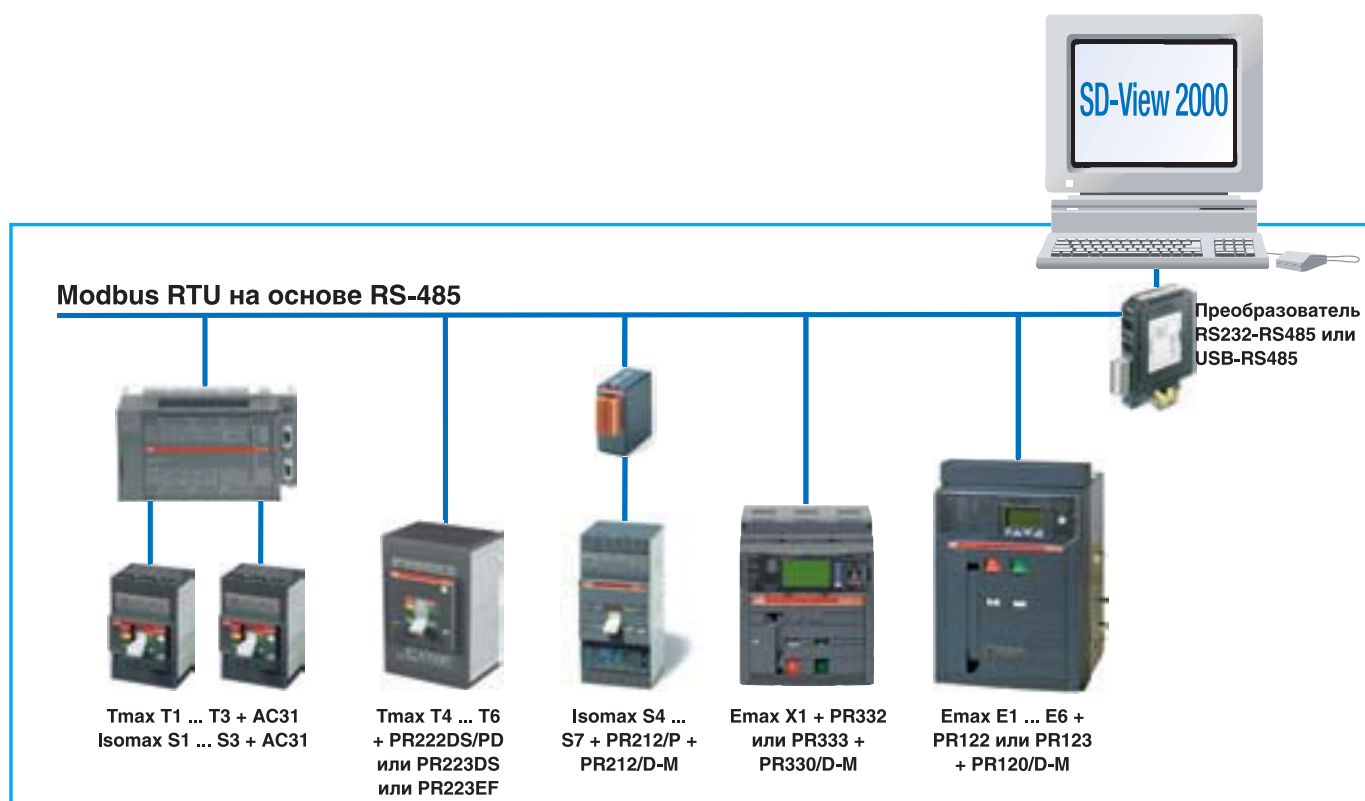 SD-View 2000
Modbus RTU на основе RS-485
Преобразователь
RS232-RS485 или
USB-RS485
Tmax T1 ... T3 + AC31
Isomax S1 ... S3 + AC31
Tmax T4 ... T6
+ PR222DS/PD
или PR223DS
или PR223EF
Isomax S4 ...
S7 + PR212/P +
PR212/D-M
Emax X1 + PR332
или PR333 +
PR330/D-M
Emax E1 ... E6 +
PR122 или PR123
+ PR120/D-M